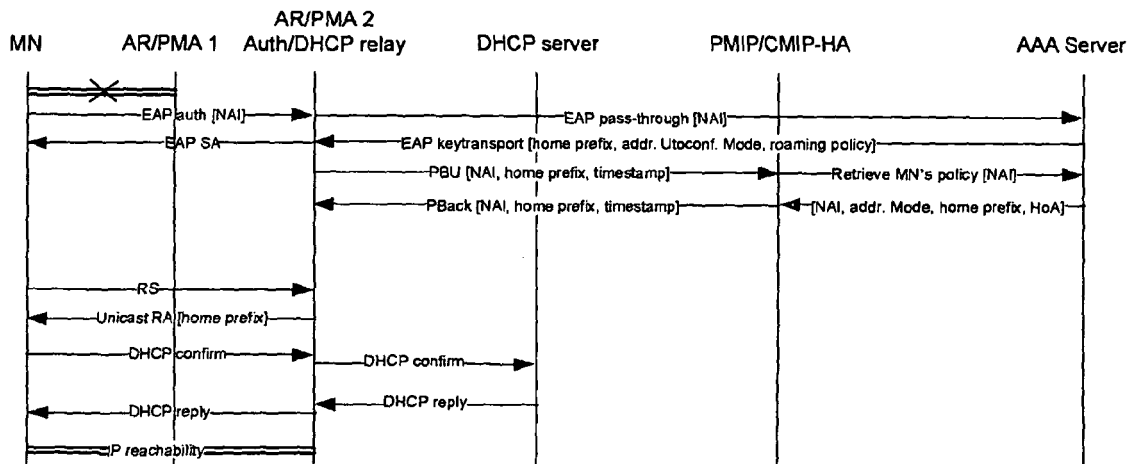 AR/PMA 2
MN AR/PMA 1 Auth/DHCP relay DHCP server PMIP/CMIP-HA AAA Server
EAP auth [NAI] EAP pass-through [NAI]
EAP SA EAP keytransport [home prefix, addr. Utoconf. Mode, roaming policy]
PBU [NAI, home prefix, timestamp] Retrieve MN's policy [NAI]
PBack [NAI, home prefix, timestamp] [NAI, addr. Mode, home prefix, HoA]
RS
Unicast RA [home prefix]
DHCP confirm DHCP confirm
DHCP reply DHCP reply
IP reachability